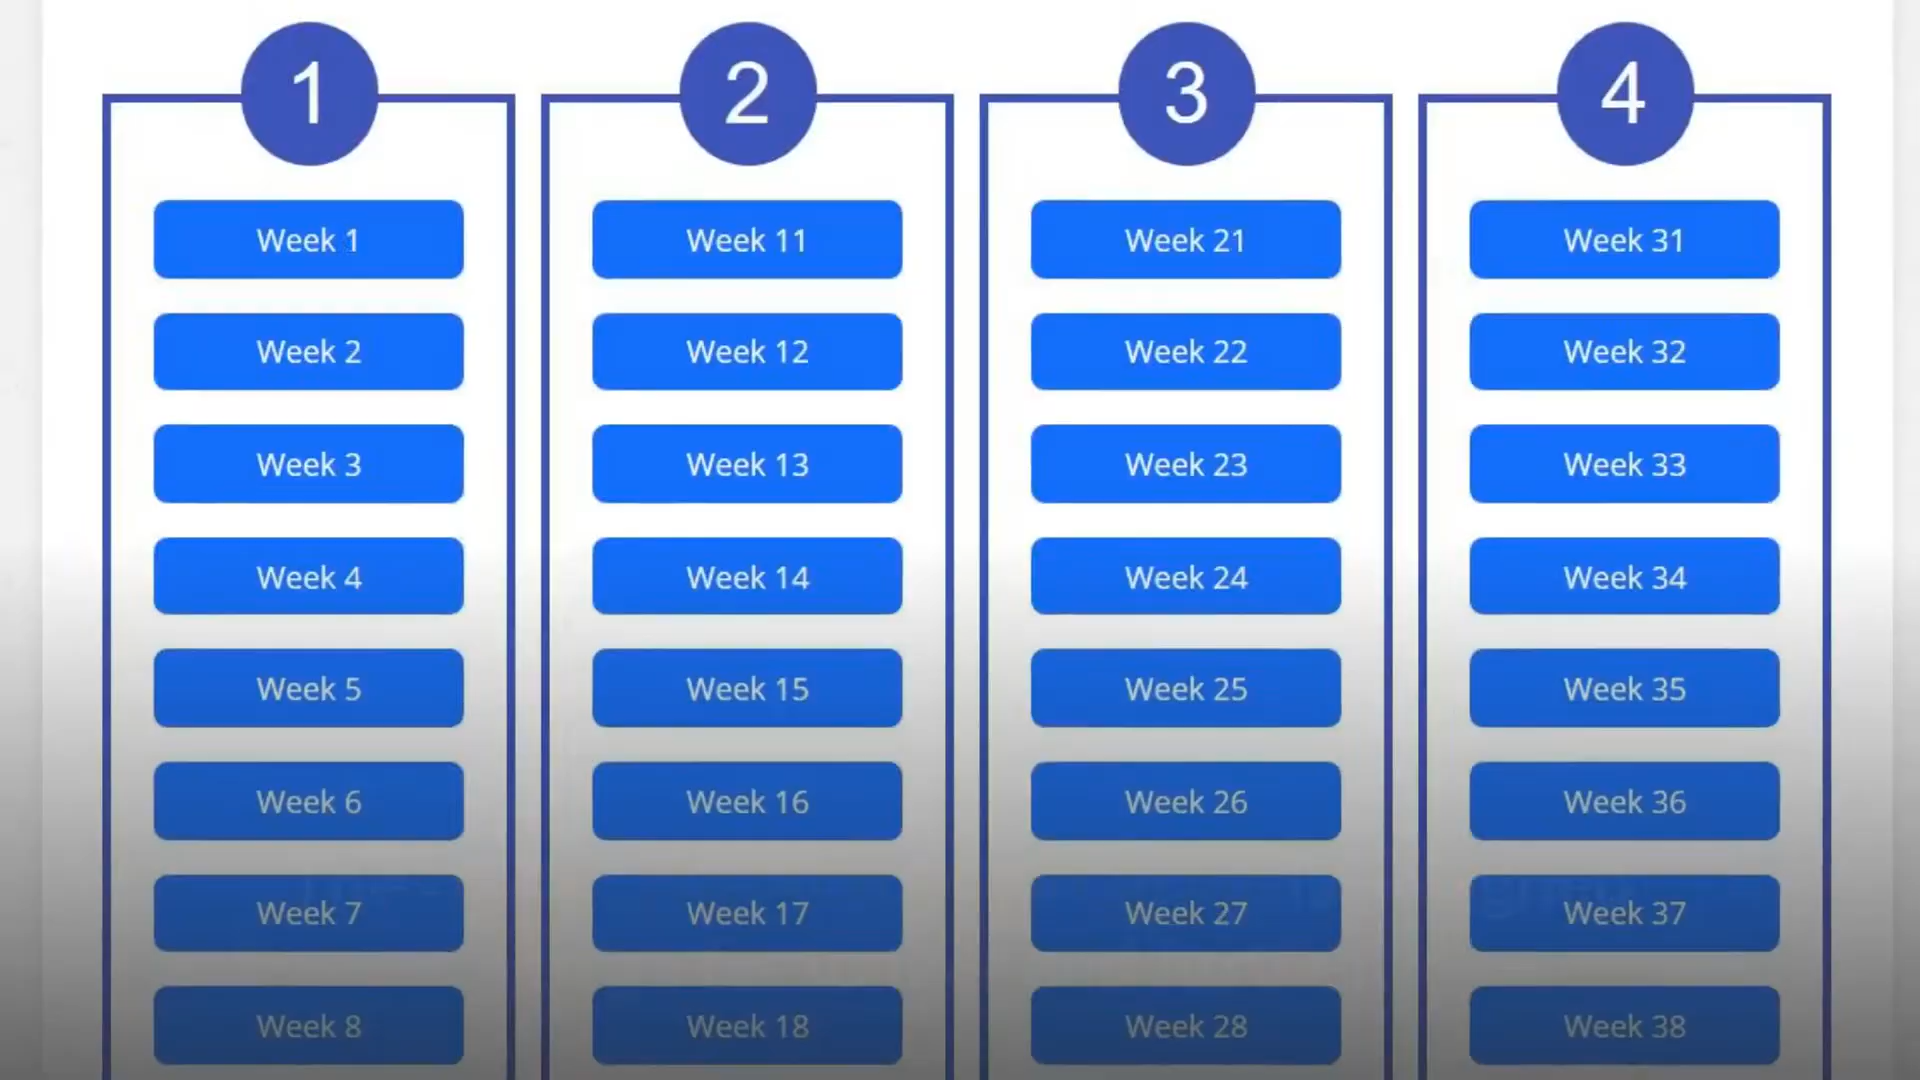 1
Week 1
Week 2
Week 3
Week 4
Week 5
Week 6
Week 7
Week 8
2
Week 11
Week 12
Week 13
Week 14
Week 15
Week 16
Week 17
Week 18
3
Week 21
Week 22
Week 23
Week 24
Week 25
Week 26
Week 27
Week 28
4
Week 31
Week 32
Week 33
Week 34
Week 35
Week 36
Week 37
Week 38